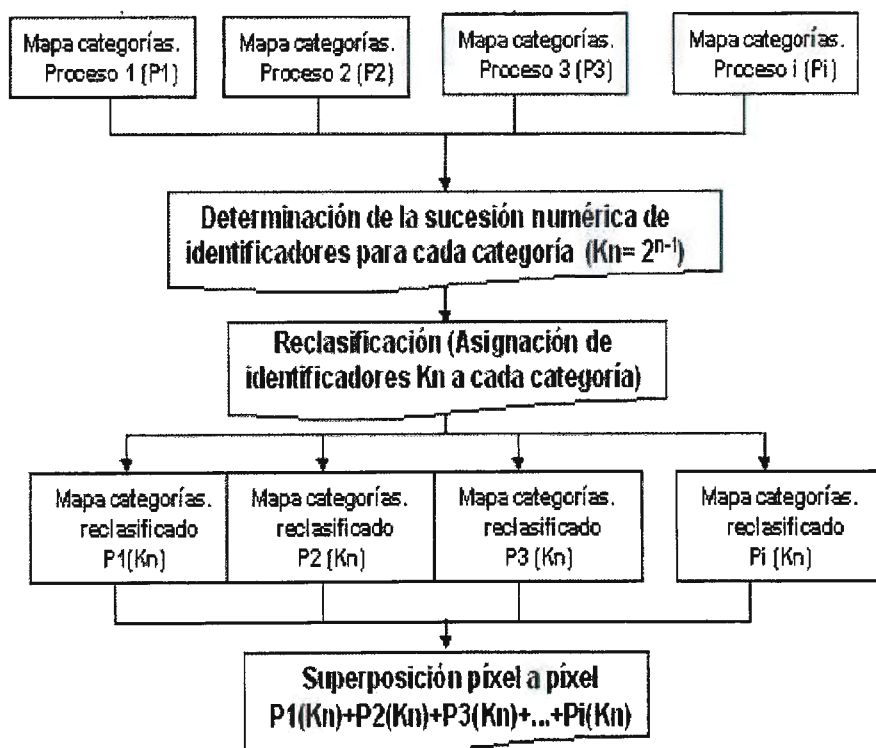 Mapa categorías.
Proceso 1 (P1)
Mapa categorías.
Proceso 2 (P2)
Mapa categorías.
Proceso 3 (P3)
Mapa categorías.
Proceso i (Pi)
Determinación de la sucesión numérica de
identificadores para cada categoría (Kn= 2ⁿ⁻¹)
Reclasificación (Asignación de
identificadores Kn a cada categoría)
Mapa categorías.
reclasificado
P1(Kn)
Mapa categorías.
reclasificado
P2 (Kn)
Mapa categorías.
reclasificado
P3 (Kn)
Mapa categorías.
reclasificado
Pi (Kn)
Superposición píxel a píxel
P1(Kn)+P2(Kn)+P3(Kn)+...+Pi(Kn)